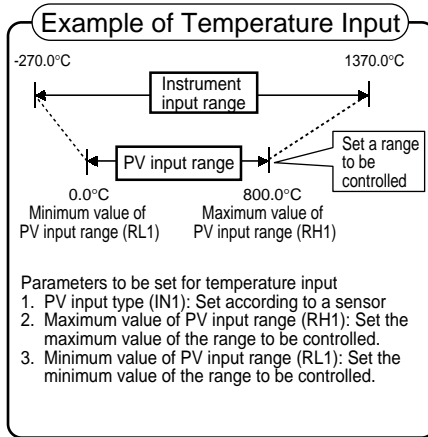 Example of Temperature Input
-270.0°C 1370.0°C
Instrument
input range
PV input range
Set a range
to be
controlled
0.0°C 800.0°C
Minimum value of Maximum value of
PV input range (RL1) PV input range (RH1)
Parameters to be set for temperature input
1. PV input type (IN1): Set according to a sensor
2. Maximum value of PV input range (RH1): Set the
maximum value of the range to be controlled.
3. Minimum value of PV input range (RL1): Set the
minimum value of the range to be controlled.